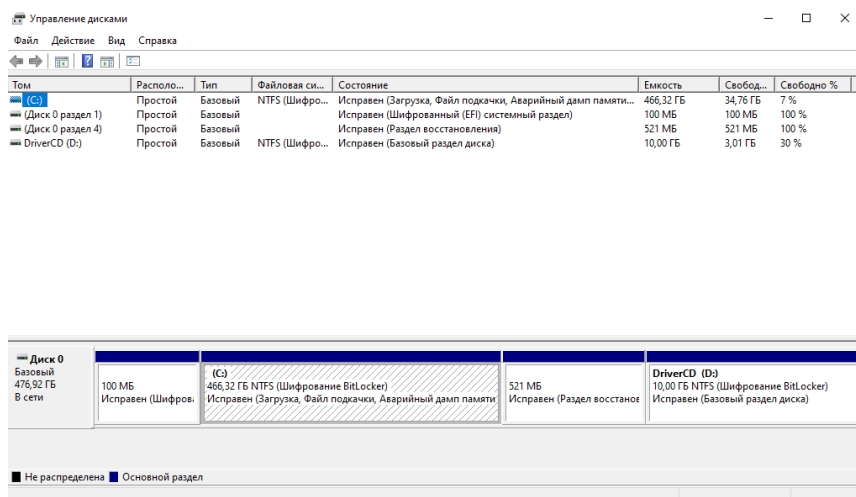 Управление дисками
Файл Действие Вид Справка
Том Располо... Тип Файловая си... Состояние Емкость Свобод... Свободно %
(C:) Простой Базовый NTFS (Шифро... Исправен (Загрузка, Файл подкачки, Аварийный дамп памяти... 466,32 ГБ 34,76 ГБ 7 %
(Диск 0 раздел 1) Простой Базовый Исправен (Шифрованный (EFI) системный раздел) 100 МБ 100 МБ 100 %
(Диск 0 раздел 4) Простой Базовый Исправен (Раздел восстановления) 521 МБ 521 МБ 100 %
DriverCD (D:) Простой Базовый NTFS (Шифро... Исправен (Базовый раздел диска) 10,00 ГБ 3,01 ГБ 30 %
Диск 0
Базовый
476,92 ГБ
В сети
100 МБ
Исправен (Шифров
(C:)
466,32 ГБ NTFS (Шифрование BitLocker)
Исправен (Загрузка, Файл подкачки, Аварийный дамп памяти
521 МБ
Исправен (Раздел восстанов
DriverCD (D:)
10,00 ГБ NTFS (Шифрование BitLocker)
Исправен (Базовый раздел диска)
Не распределена Основной раздел